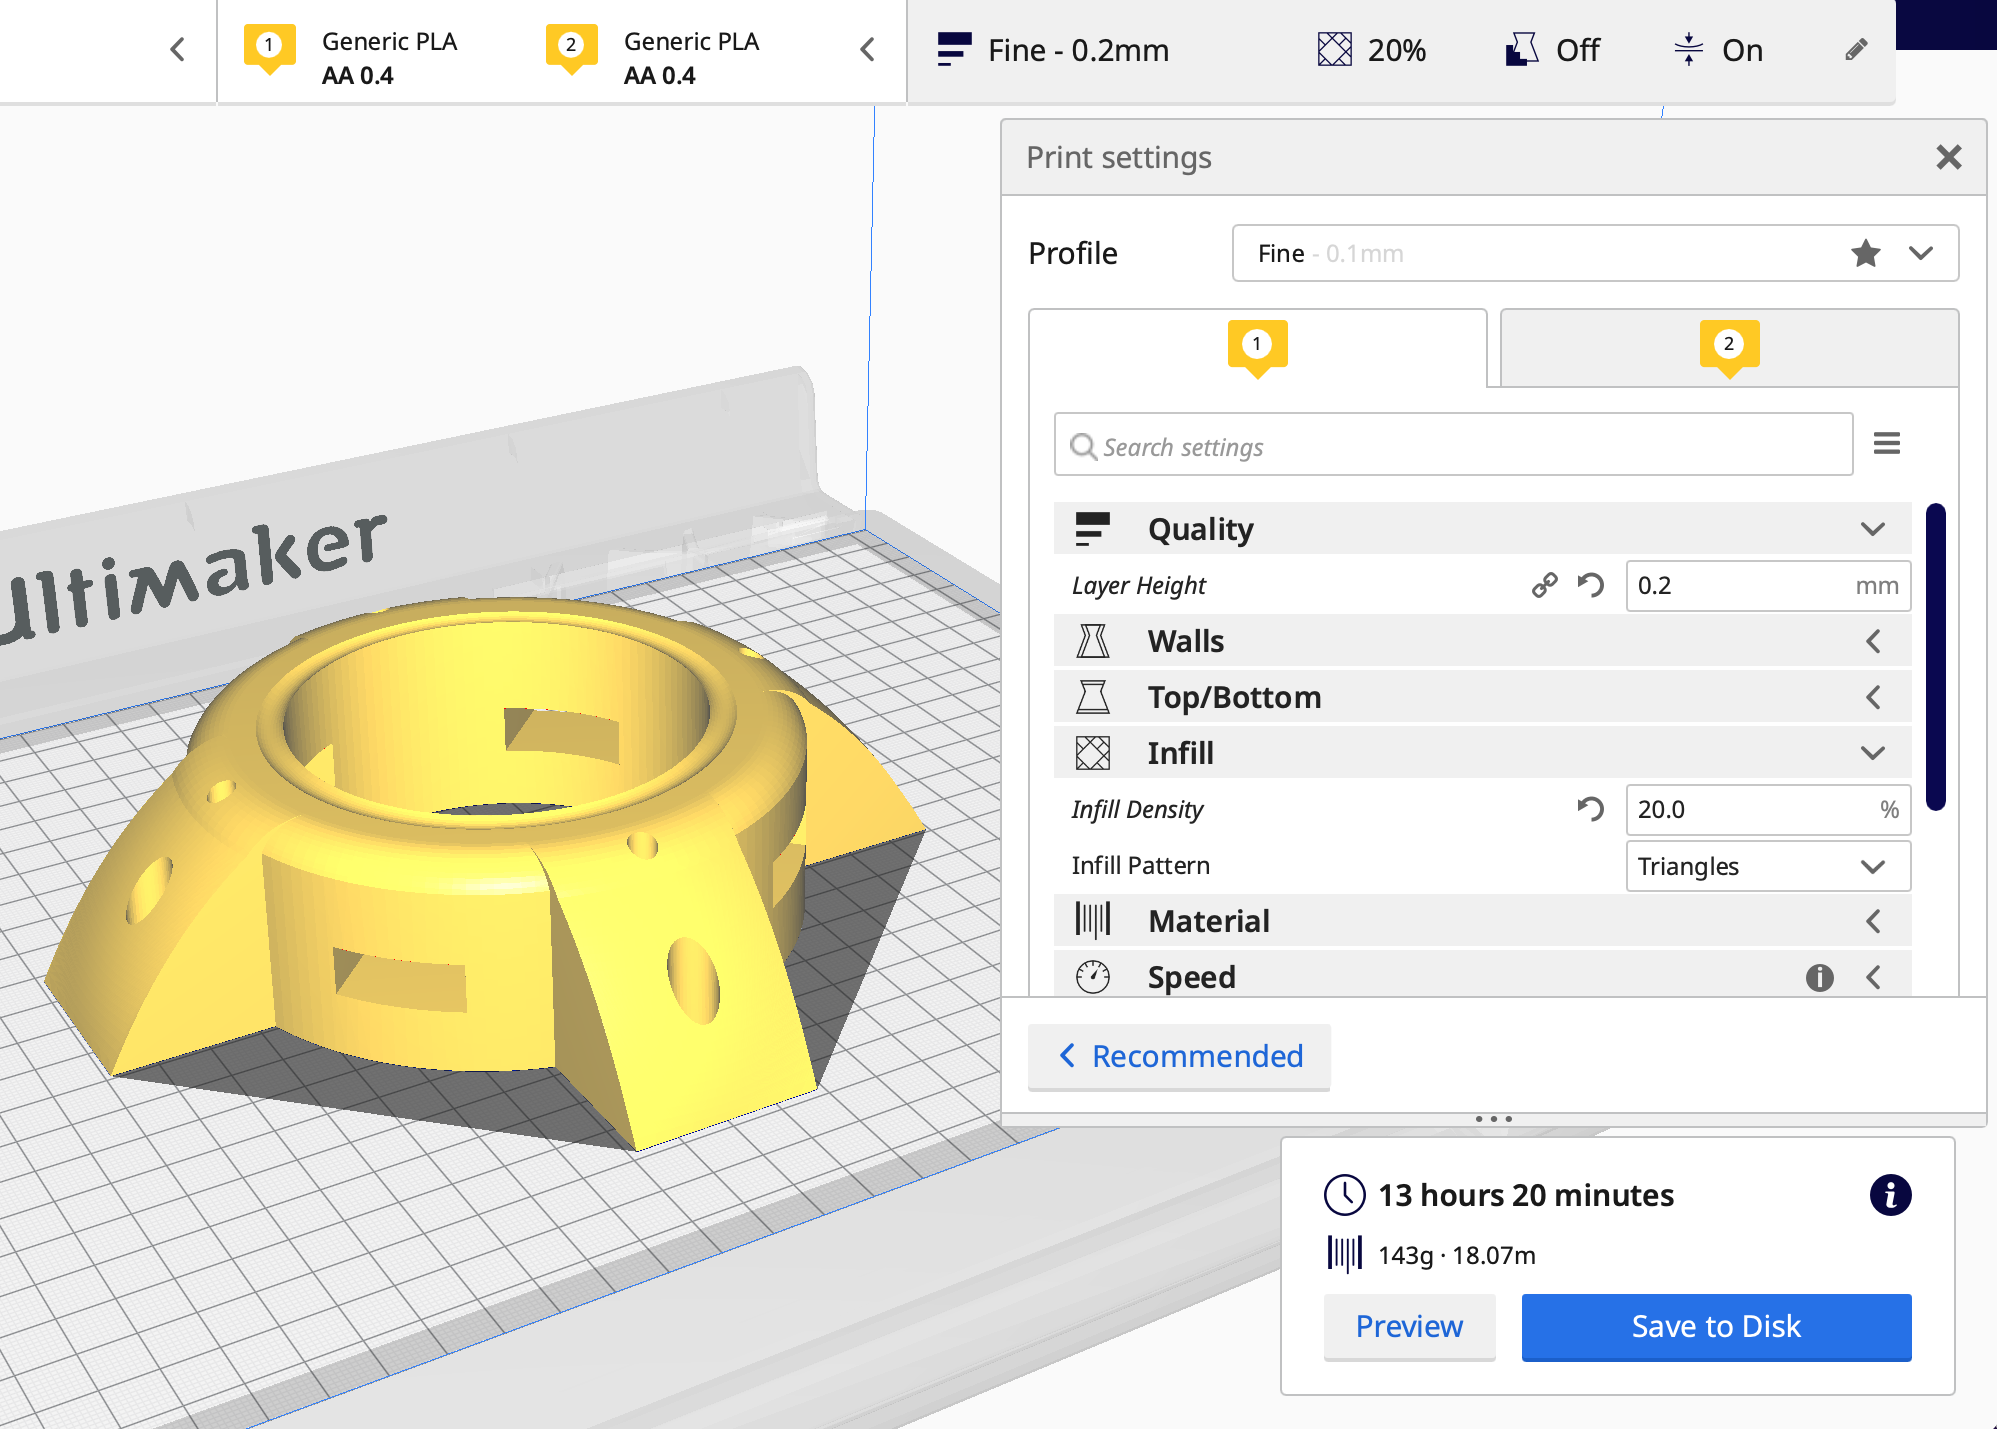 1 Generic PLA
AA 0.4
2 Generic PLA
AA 0.4
Fine - 0.2mm 20% Off On
Print settings
Profile Fine - 0.1mm
1 2
Search settings
Quality
Layer Height 0.2 mm
Walls
Top/Bottom
Infill
Infill Density 20.0 %
Infill Pattern Triangles
Material
Speed
Recommended
13 hours 20 minutes
143g · 18.07m
Preview Save to Disk
ultimaker